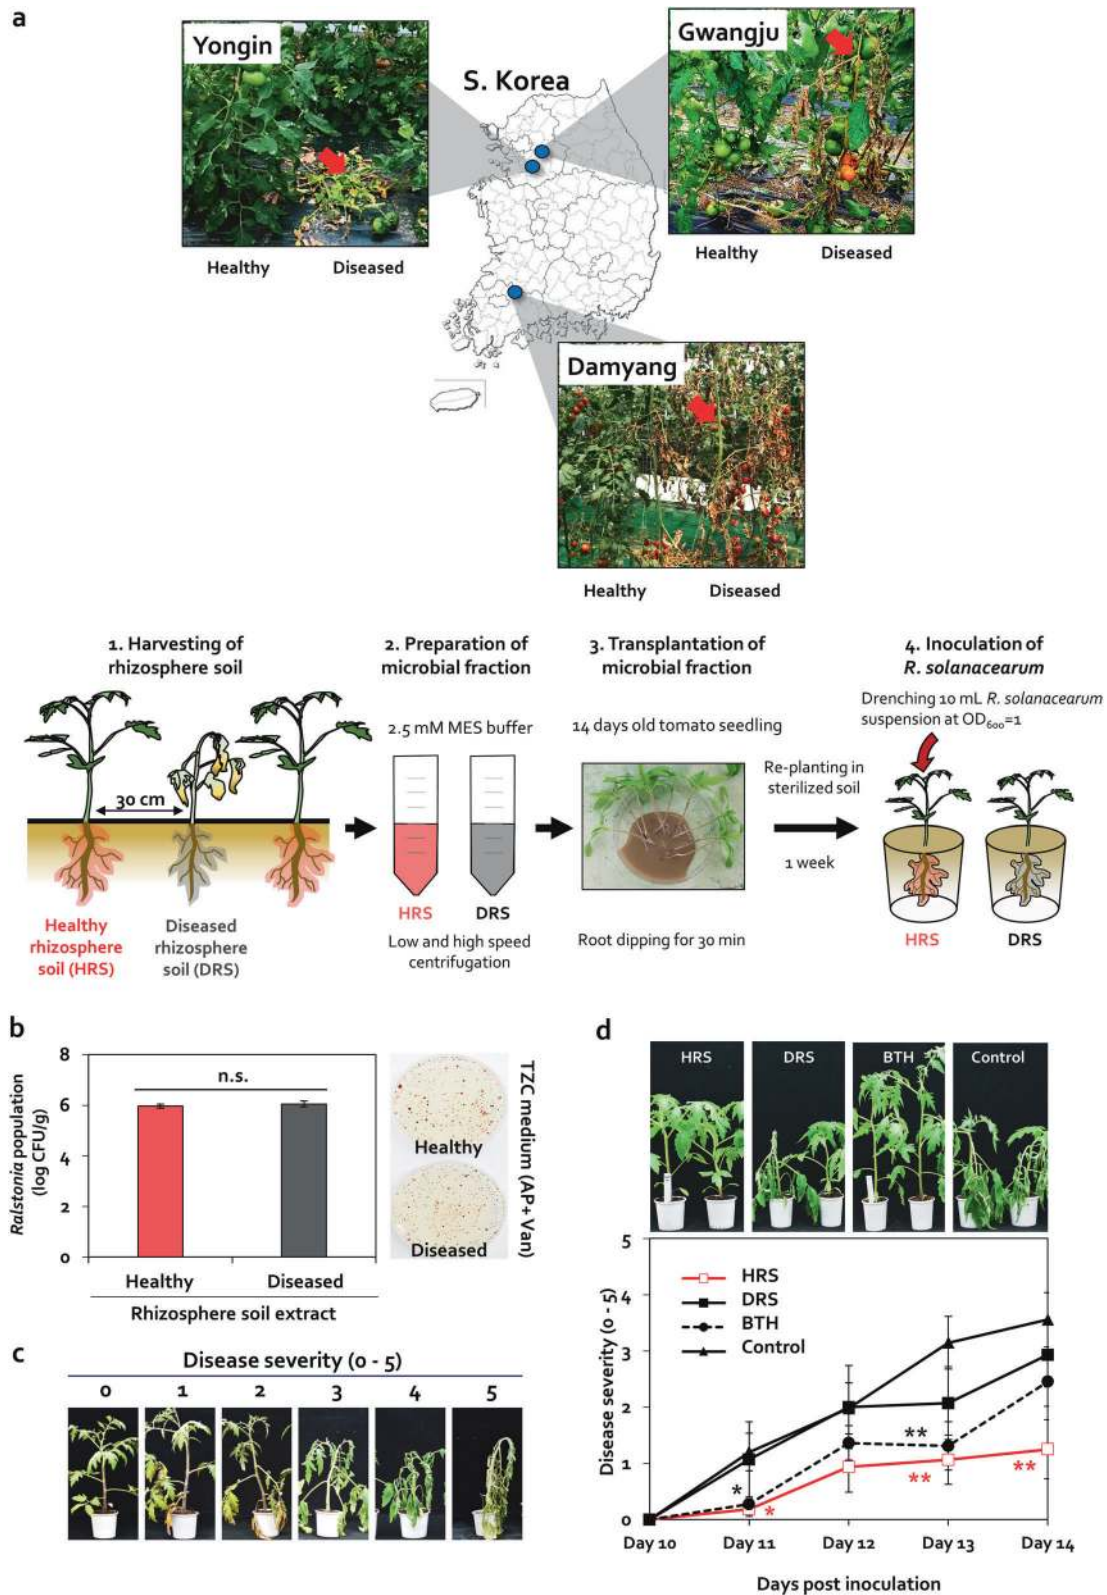 a
Yongin
Healthy Diseased
S. Korea
Gwangju
Healthy Diseased
Damyang
Healthy Diseased
1. Harvesting of
rhizosphere soil
30 cm
Healthy
rhizosphere
soil (HRS)
Diseased
rhizosphere
soil (DRS)
2. Preparation of
microbial fraction
2.5 mM MES buffer
HRS DRS
Low and high speed
centrifugation
3. Transplantation of
microbial fraction
14 days old tomato seedling
Root dipping for 30 min
Re-planting in
sterilized soil
1 week
4. Inoculation of
R. solanacearum
Drenching 10 mL R. solanacearum
suspension at OD₆₀₀=1
HRS DRS
b
Ralstonia population
(log CFU/g)
8
6
4
2
0
n.s.
Healthy Diseased
Rhizosphere soil extract
Healthy
Diseased
TZC medium (AP+ Van)
c
Disease severity (0 - 5)
0 1 2 3 4 5
d
HRS DRS BTH Control
Disease severity (0 - 5)
5
4
3
2
1
0
HRS
DRS
BTH
Control
**
*
*
**
**
Day 10 Day 11 Day 12 Day 13 Day 14
Days post inoculation